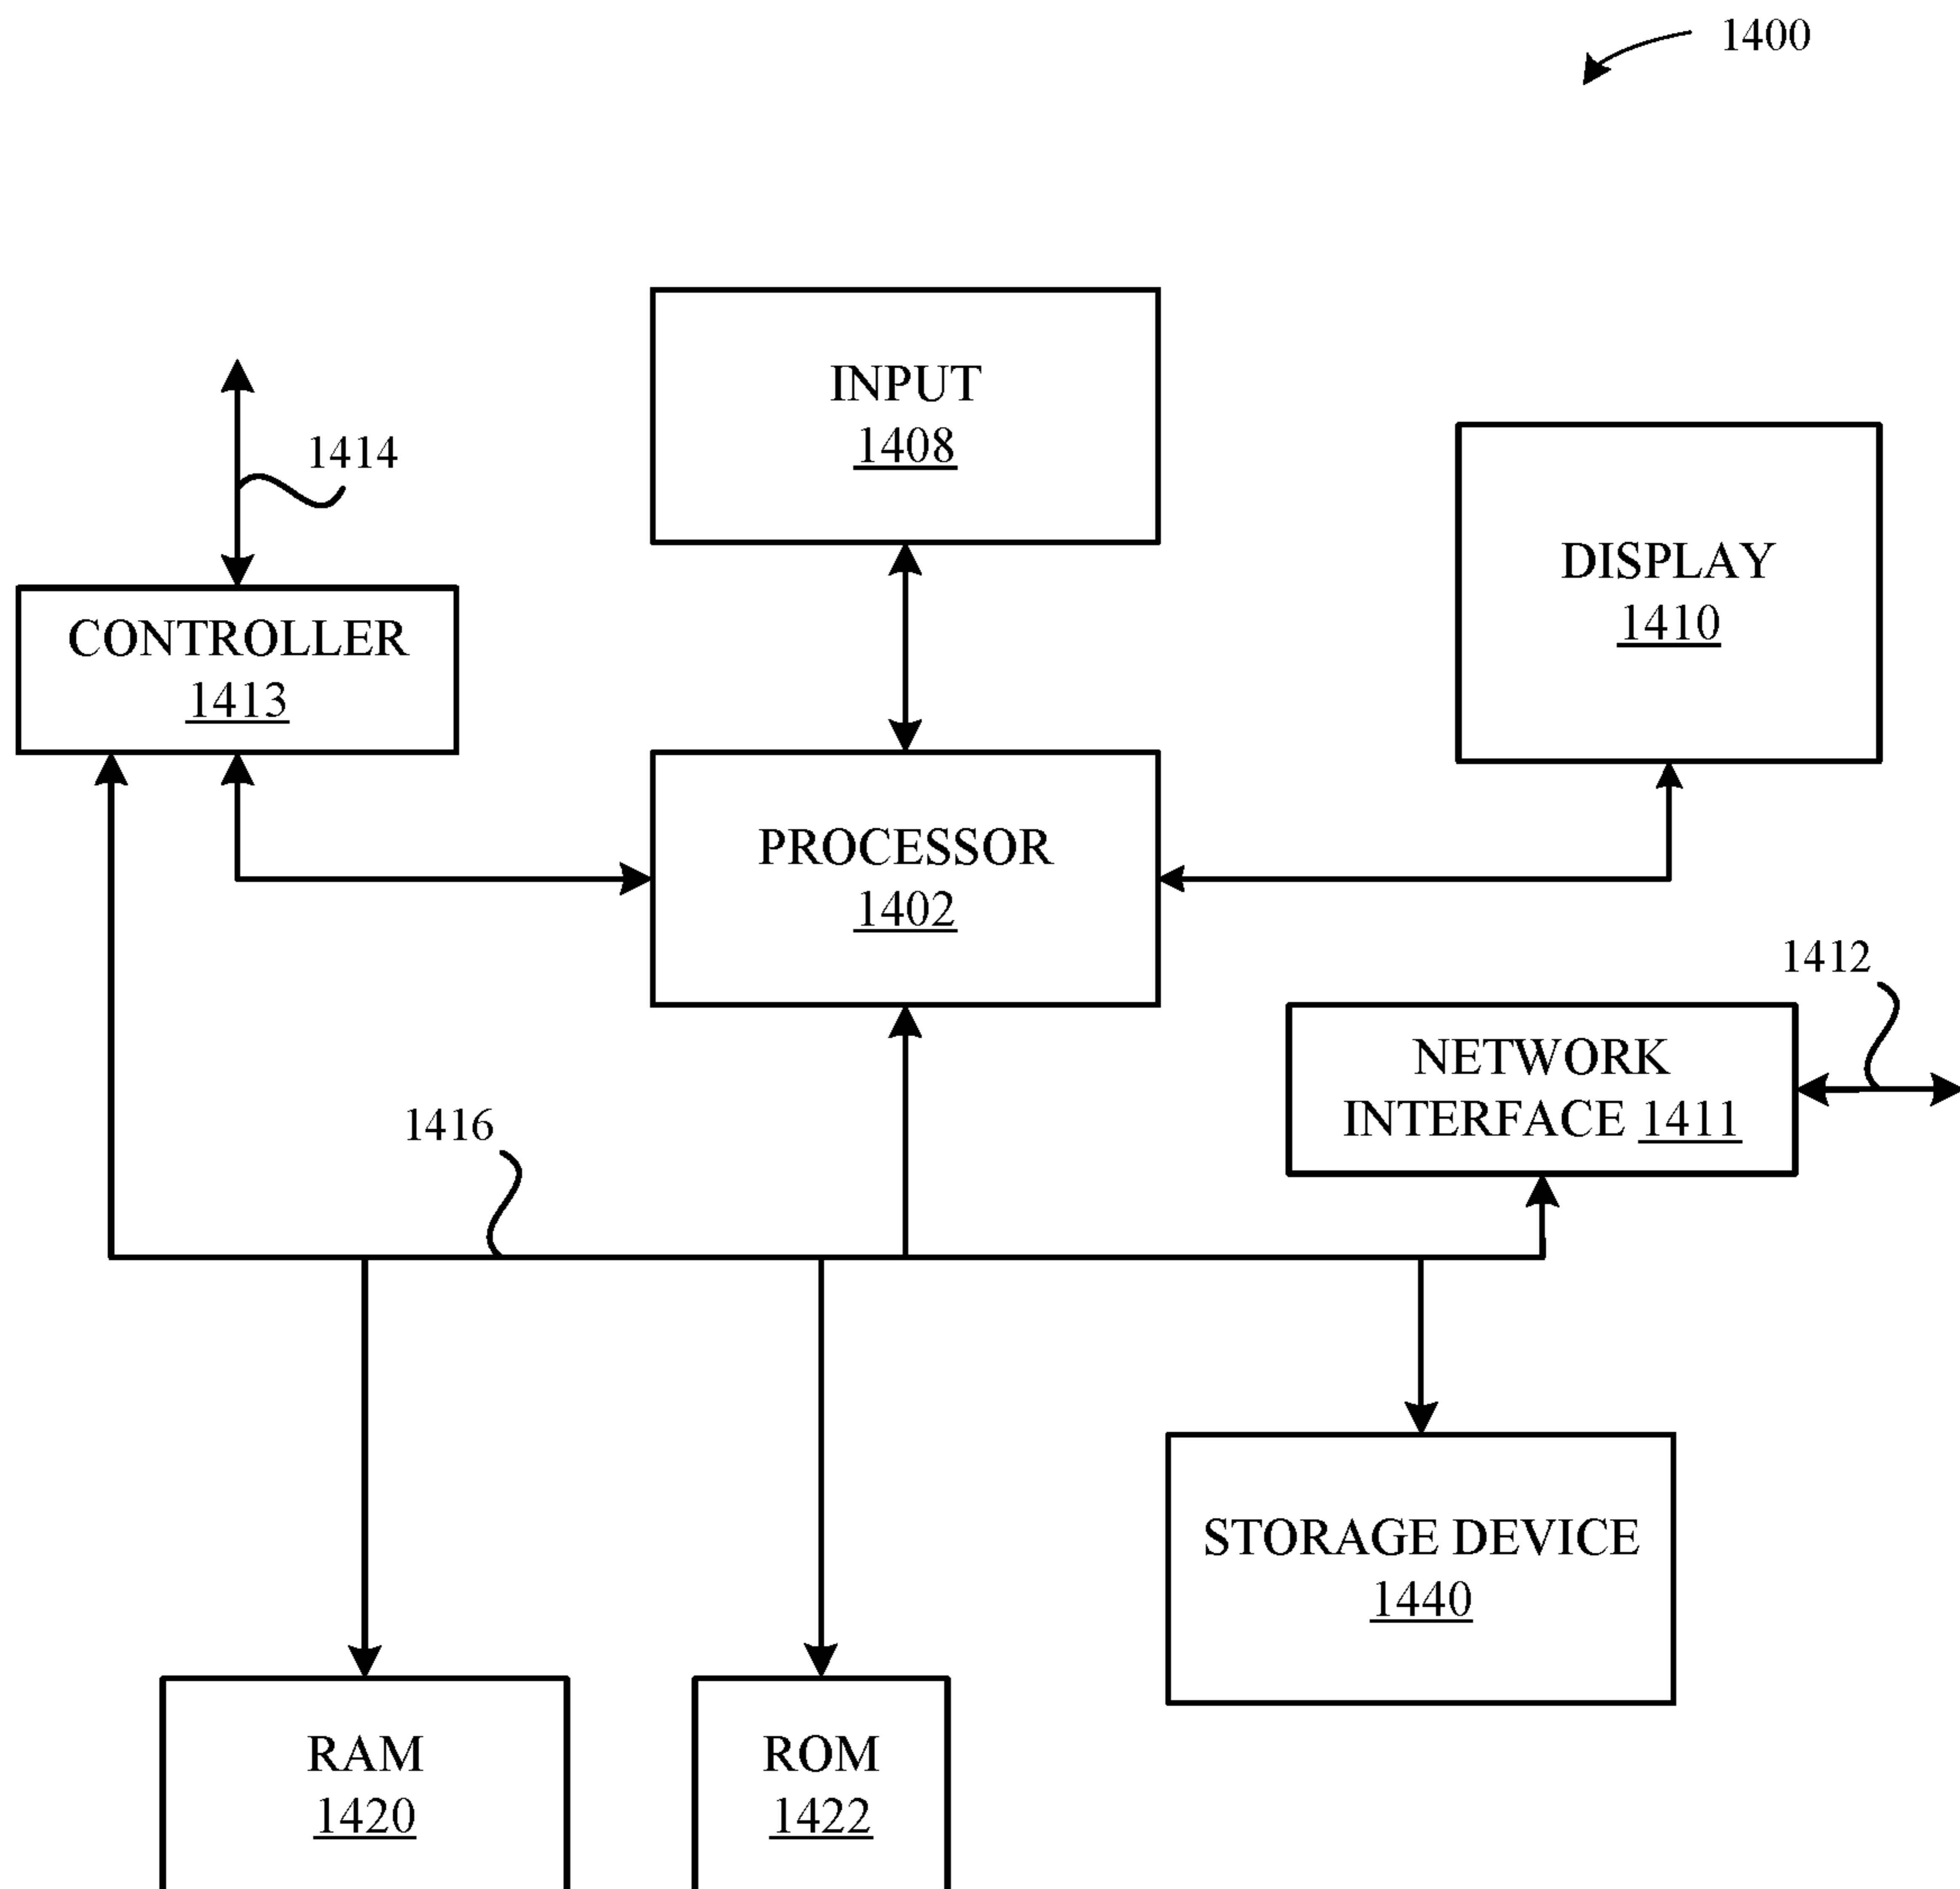 1400
INPUT
1408
1414
DISPLAY
1410
CONTROLLER
1413
PROCESSOR
1402
1412
NETWORK
INTERFACE 1411
1416
STORAGE DEVICE
1440
RAM
1420
ROM
1422